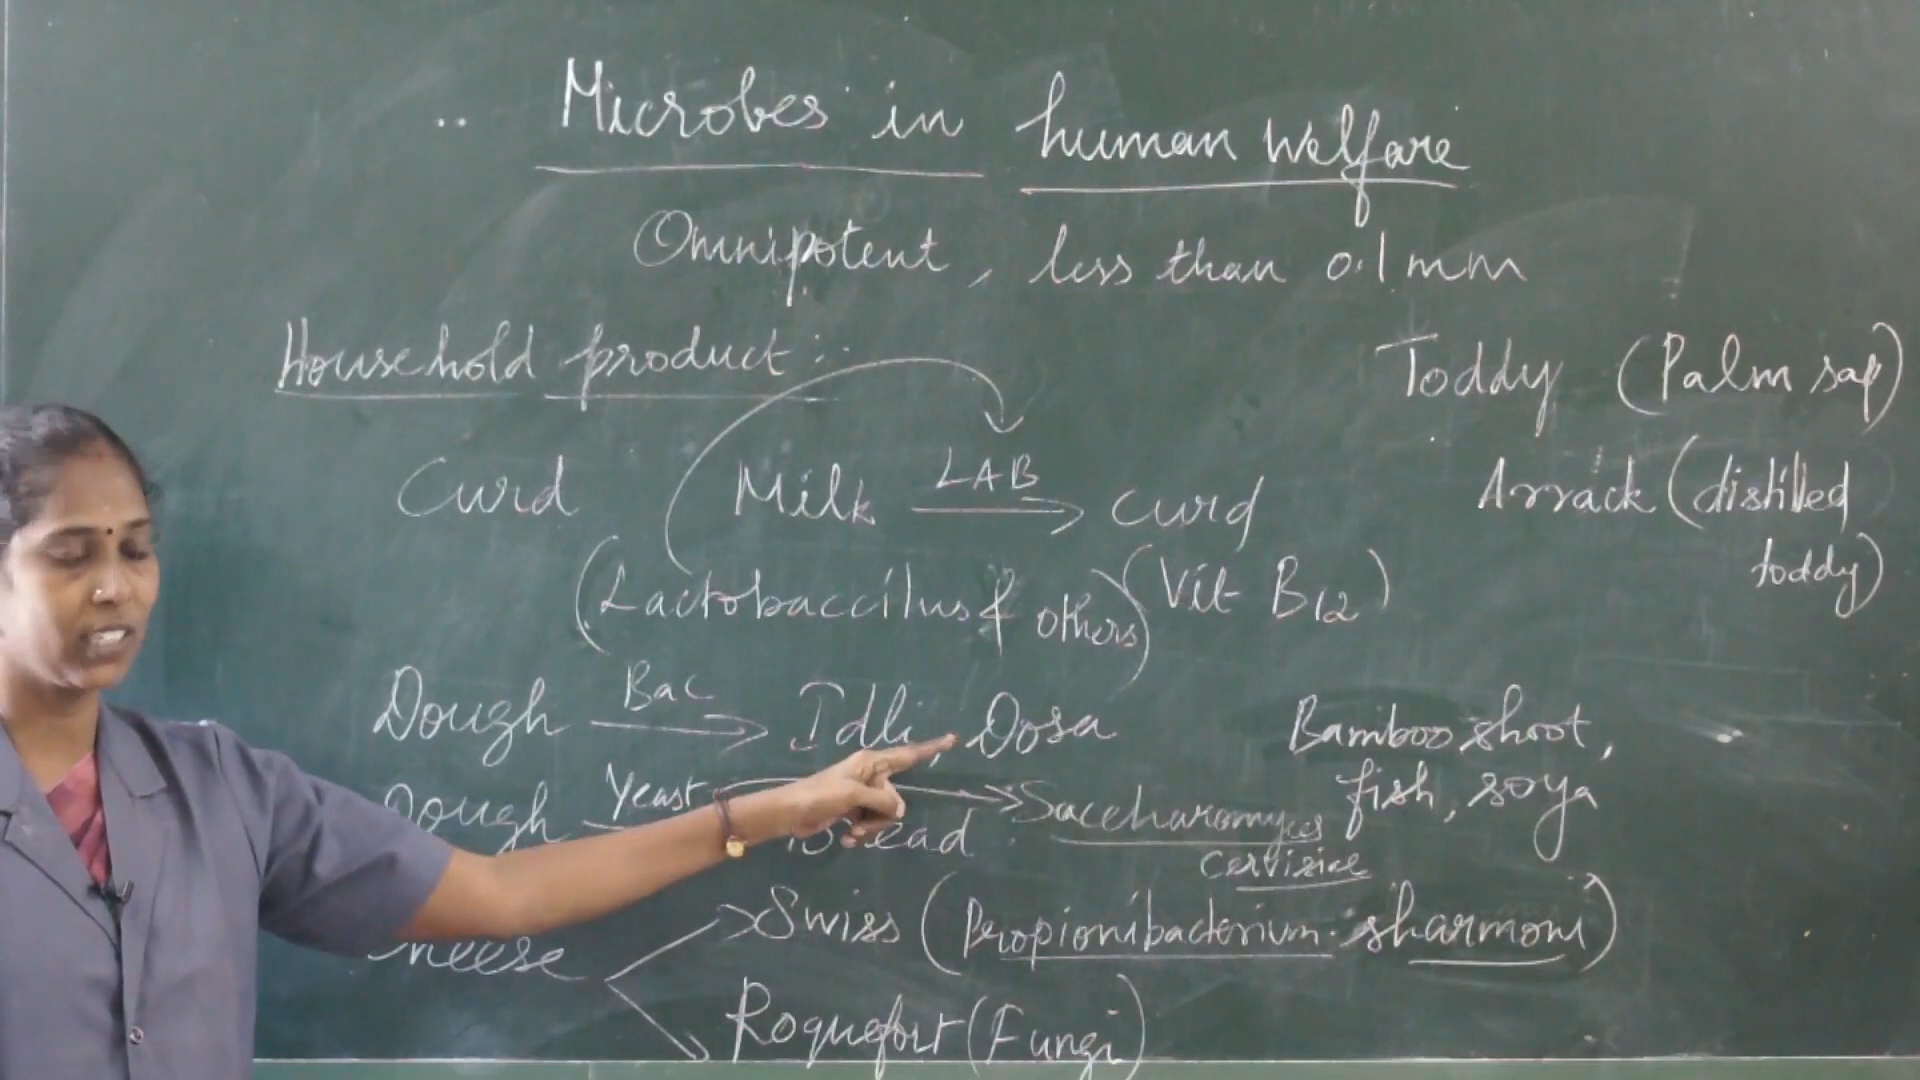 Microbes in human welfare
Omnipotent, less than 0.1 mm
Household product :-
Toddy (Palm sap)
Curd Milk LAB → curd
Arrack (distilled
toddy)
(Lactobaccilus & others) (Vit B12)
Dough Bac → Idli, Dosa
Bamboo shoot,
fish, soya
Dough Yeast Bread → Saccharomyces
cervisiae
Cheese → Swiss (Propionibacterium sharmoni)
→ Roquefort (Fungi)